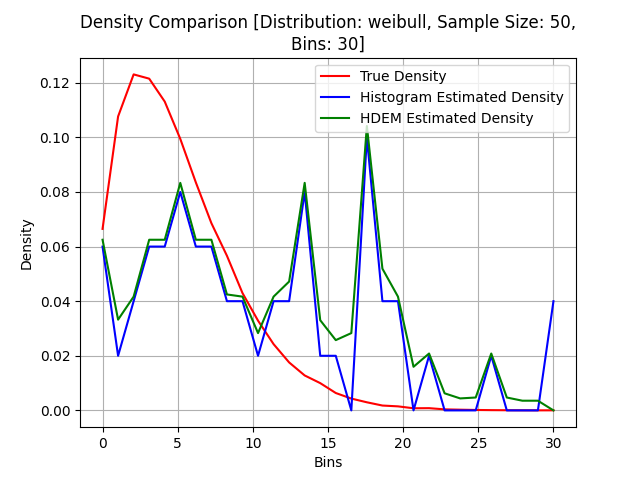 Density Comparison [Distribution: weibull, Sample Size: 50,
Bins: 30]
True Density
Histogram Estimated Density
HDEM Estimated Density
Density
0.12
0.10
0.08
0.06
0.04
0.02
0.00
0 5 10 15 20 25 30
Bins